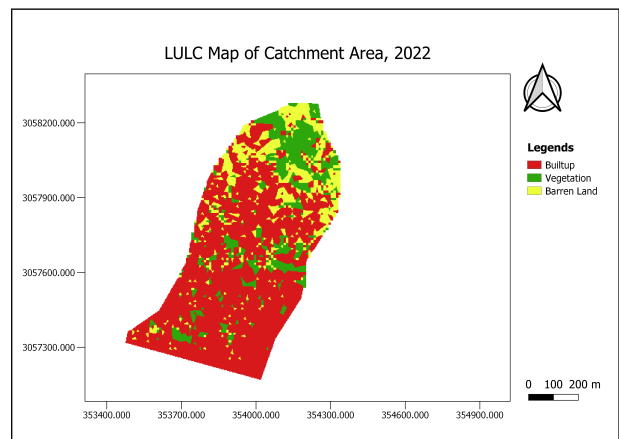 LULC Map of Catchment Area, 2022
3058200.000
3057900.000
3057600.000
3057300.000
353400.000 353700.000 354000.000 354300.000 354600.000 354900.000
Legends
Builtup
Vegetation
Barren Land
0 100 200 m